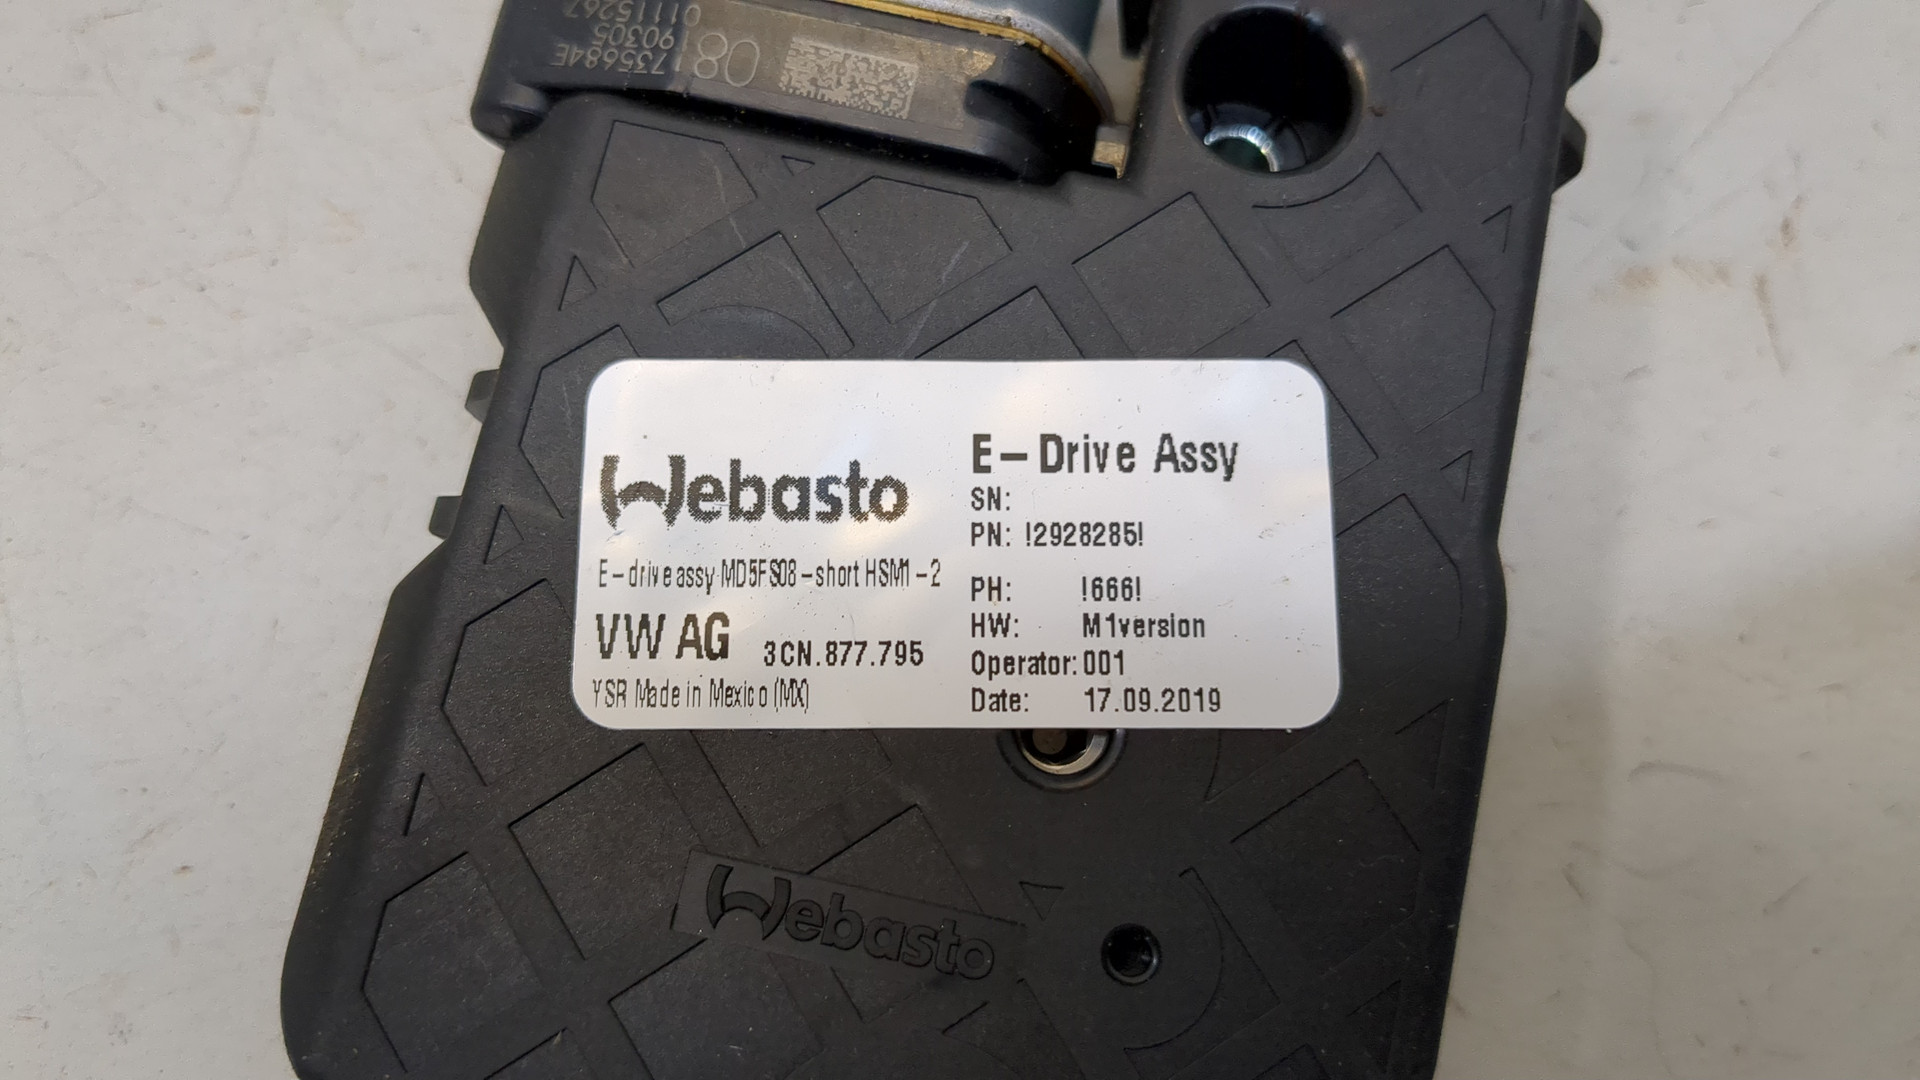 01115267
90305
735684E
08
Webasto
E-drive assy MD5FS08-short HSM1-2
VW AG 3CN.877.795
YSR Made in Mexico (MX)
E-Drive Assy
SN:
PN: !2928285!
PH: !666!
HW: M1version
Operator: 001
Date: 17.09.2019
Webasto